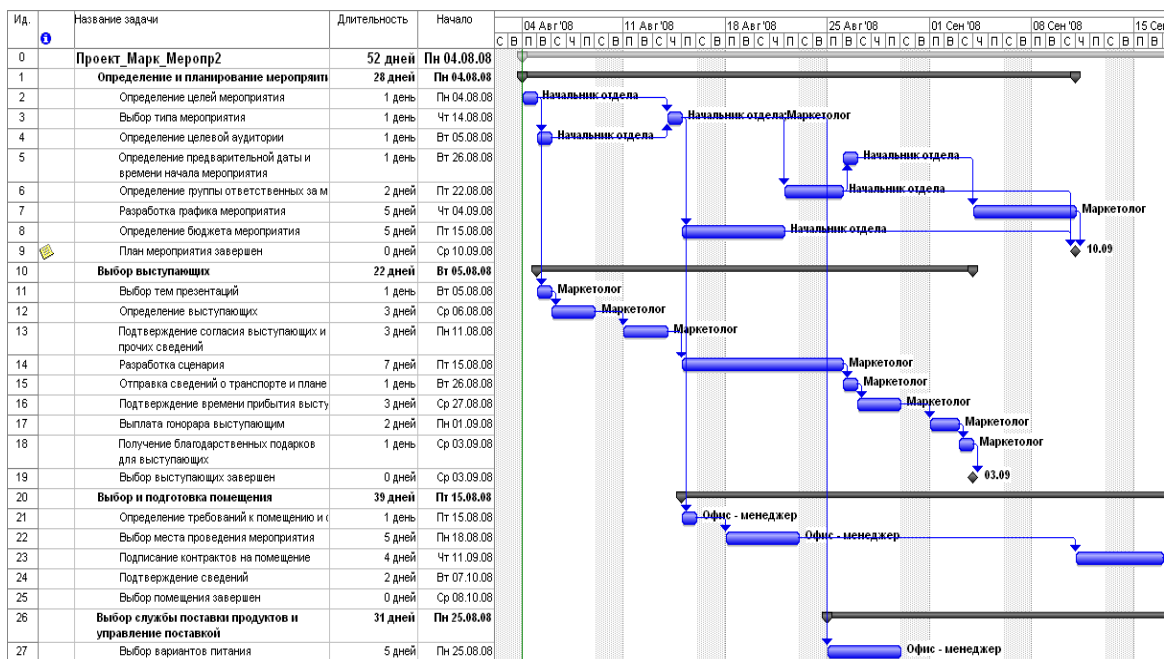 Ид. Название задачи Длительность Начало 04 Авг '08 11 Авг '08 18 Авг '08 25 Авг '08 01 Сен '08 08 Сен '08 15 Сен
С В П В С Ч П С В П В С Ч П С В П В С Ч П С В П В С Ч П С В П В С Ч П С В П В С Ч П С В П В
0 Проект_Марк_Меропр2 52 дней Пн 04.08.08
1 Определение и планирование меропряити 28 дней Пн 04.08.08
2 Определение целей мероприятия 1 день Пн 04.08.08 Начальник отдела
3 Выбор типа мероприятия 1 день Чт 14.08.08 Начальник отдела;Маркетолог
4 Определение целевой аудитории 1 день Вт 05.08.08 Начальник отдела
5 Определение предварительной даты и 1 день Вт 26.08.08 Начальник отдела
времени начала мероприятия
6 Определение группы ответственных за м 2 дней Пт 22.08.08 Начальник отдела
7 Разработка графика мероприятия 5 дней Чт 04.09.08 Маркетолог
8 Определение бюджета мероприятия 5 дней Пт 15.08.08 Начальник отдела
9 План мероприятия завершен 0 дней Ср 10.09.08 10.09
10 Выбор выступающих 22 дней Вт 05.08.08
11 Выбор тем презентаций 1 день Вт 05.08.08 Маркетолог
12 Определение выступающих 3 дней Ср 06.08.08 Маркетолог
13 Подтверждение согласия выступающих и 3 дней Пн 11.08.08 Маркетолог
прочих сведений
14 Разработка сценария 7 дней Пт 15.08.08 Маркетолог
15 Отправка сведений о транспорте и плане 1 день Вт 26.08.08 Маркетолог
16 Подтверждение времени прибытия высту 3 дней Ср 27.08.08 Маркетолог
17 Выплата гонорара выступающим 2 дней Пн 01.09.08 Маркетолог
18 Получение благодарственных подарков 1 день Ср 03.09.08 Маркетолог
для выступающих
19 Выбор выступающих завершен 0 дней Ср 03.09.08 03.09
20 Выбор и подготовка помещения 39 дней Пт 15.08.08
21 Определение требований к помещению и о 1 день Пт 15.08.08 Офис - менеджер
22 Выбор места проведения мероприятия 5 дней Пн 18.08.08 Офис - менеджер
23 Подписание контрактов на помещение 4 дней Чт 11.09.08
24 Подтверждение сведений 2 дней Вт 07.10.08
25 Выбор помещения завершен 0 дней Ср 08.10.08
26 Выбор службы поставки продуктов и 31 дней Пн 25.08.08
управление поставкой
27 Выбор вариантов питания 5 дней Пн 25.08.08 Офис - менеджер